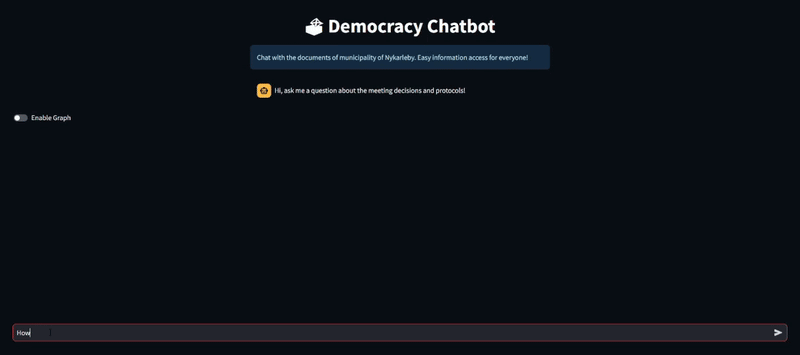 Democracy Chatbot
Chat with the documents of municipality of Nykarleby. Easy information access for everyone!
Hi, ask me a question about the meeting decisions and protocols!
Enable Graph
How